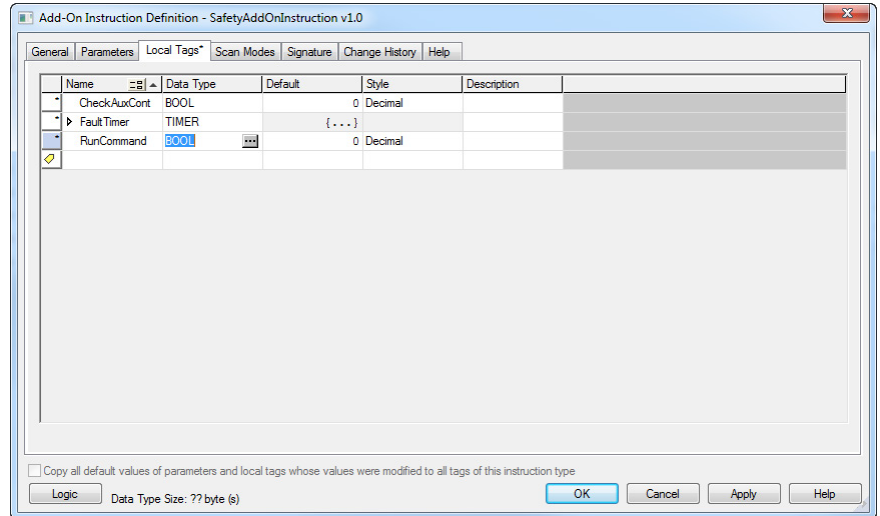 Add-On Instruction Definition - SafetyAddOnInstruction v1.0
General Parameters Local Tags* Scan Modes Signature Change History Help
Name Data Type Default Style Description
CheckAuxCont BOOL 0 Decimal
FaultTimer TIMER {...}
RunCommand BOOL ... 0 Decimal
Copy all default values of parameters and local tags whose values were modified to all tags of this instruction type
Logic Data Type Size: ?? byte (s) OK Cancel Apply Help